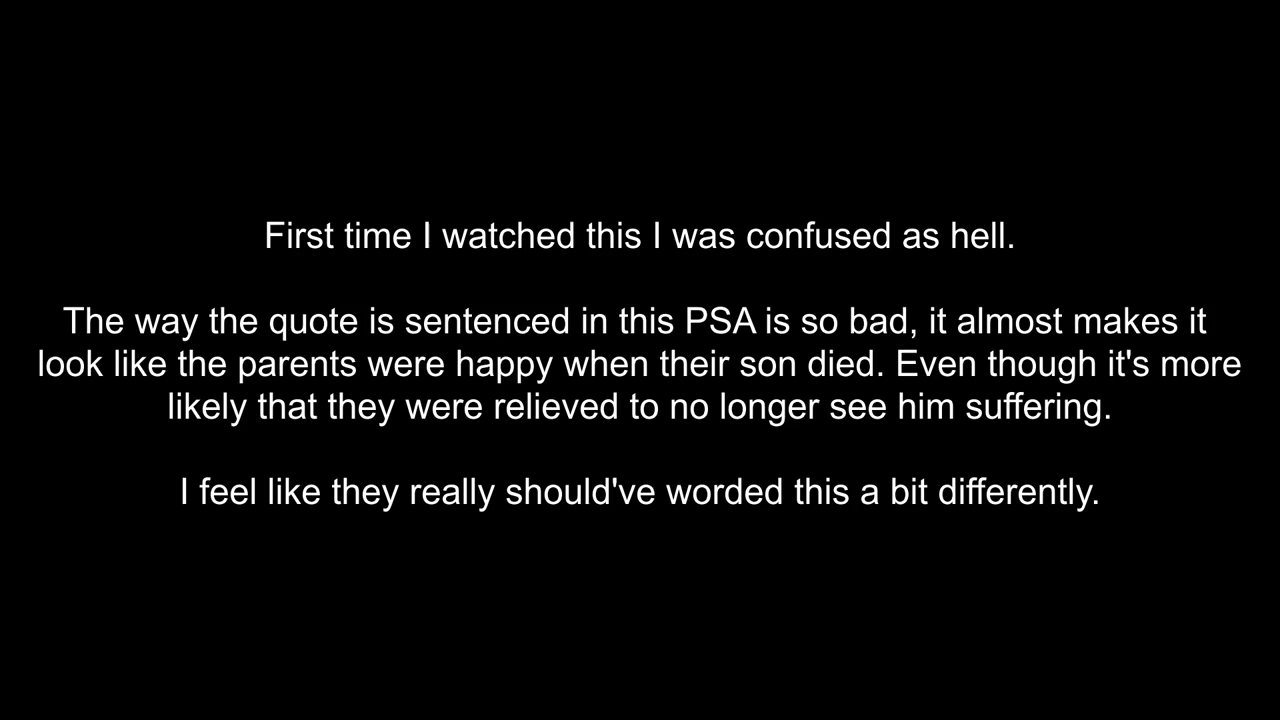 First time I watched this I was confused as hell.
The way the quote is sentenced in this PSA is so bad, it almost makes it
look like the parents were happy when their son died. Even though it's more
likely that they were relieved to no longer see him suffering.
I feel like they really should've worded this a bit differently.